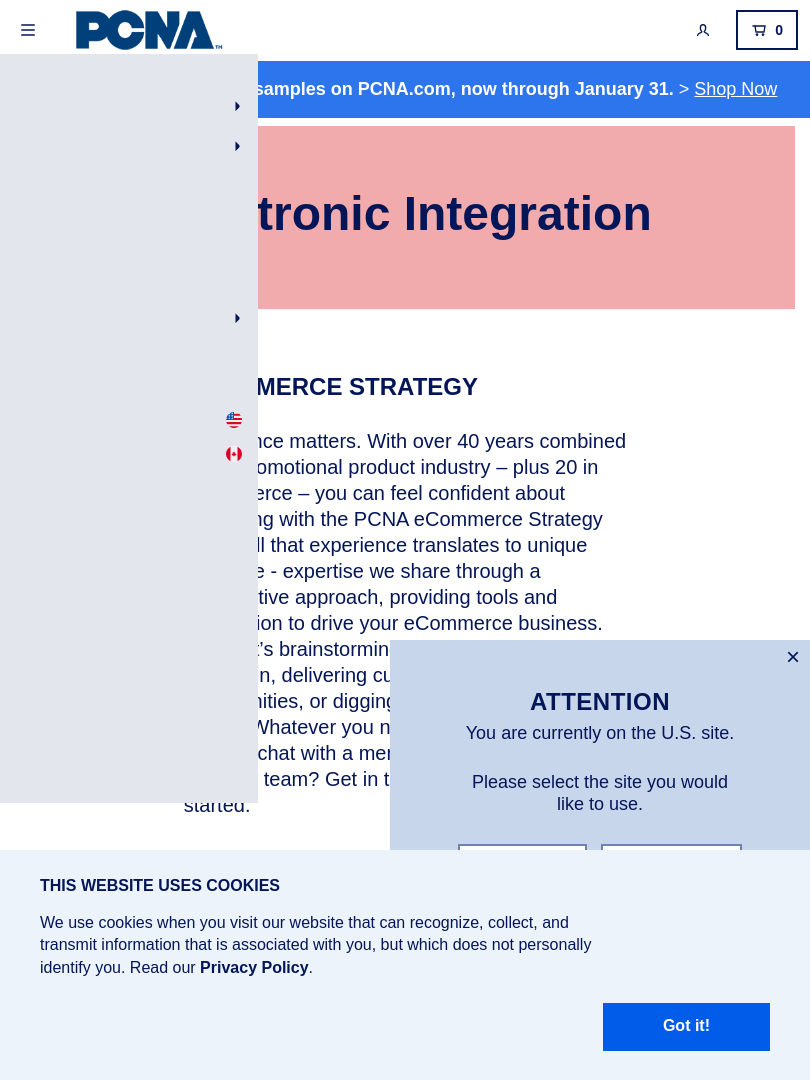 PCNA TM
0
samples on PCNA.com, now through January 31. > Shop Now
tronic Integration
MERCE STRATEGY
nce matters. With over 40 years combined
omotional product industry – plus 20 in
erce – you can feel confident about
ng with the PCNA eCommerce Strategy
ll that experience translates to unique
e - expertise we share through a
tive approach, providing tools and
ion to drive your eCommerce business.
t’s brainstorming
n, delivering cu
nities, or digging
Whatever you n
chat with a mer
team? Get in t
started.
×
ATTENTION
You are currently on the U.S. site.
Please select the site you would
like to use.
THIS WEBSITE USES COOKIES
We use cookies when you visit our website that can recognize, collect, and
transmit information that is associated with you, but which does not personally
identify you. Read our Privacy Policy.
Got it!